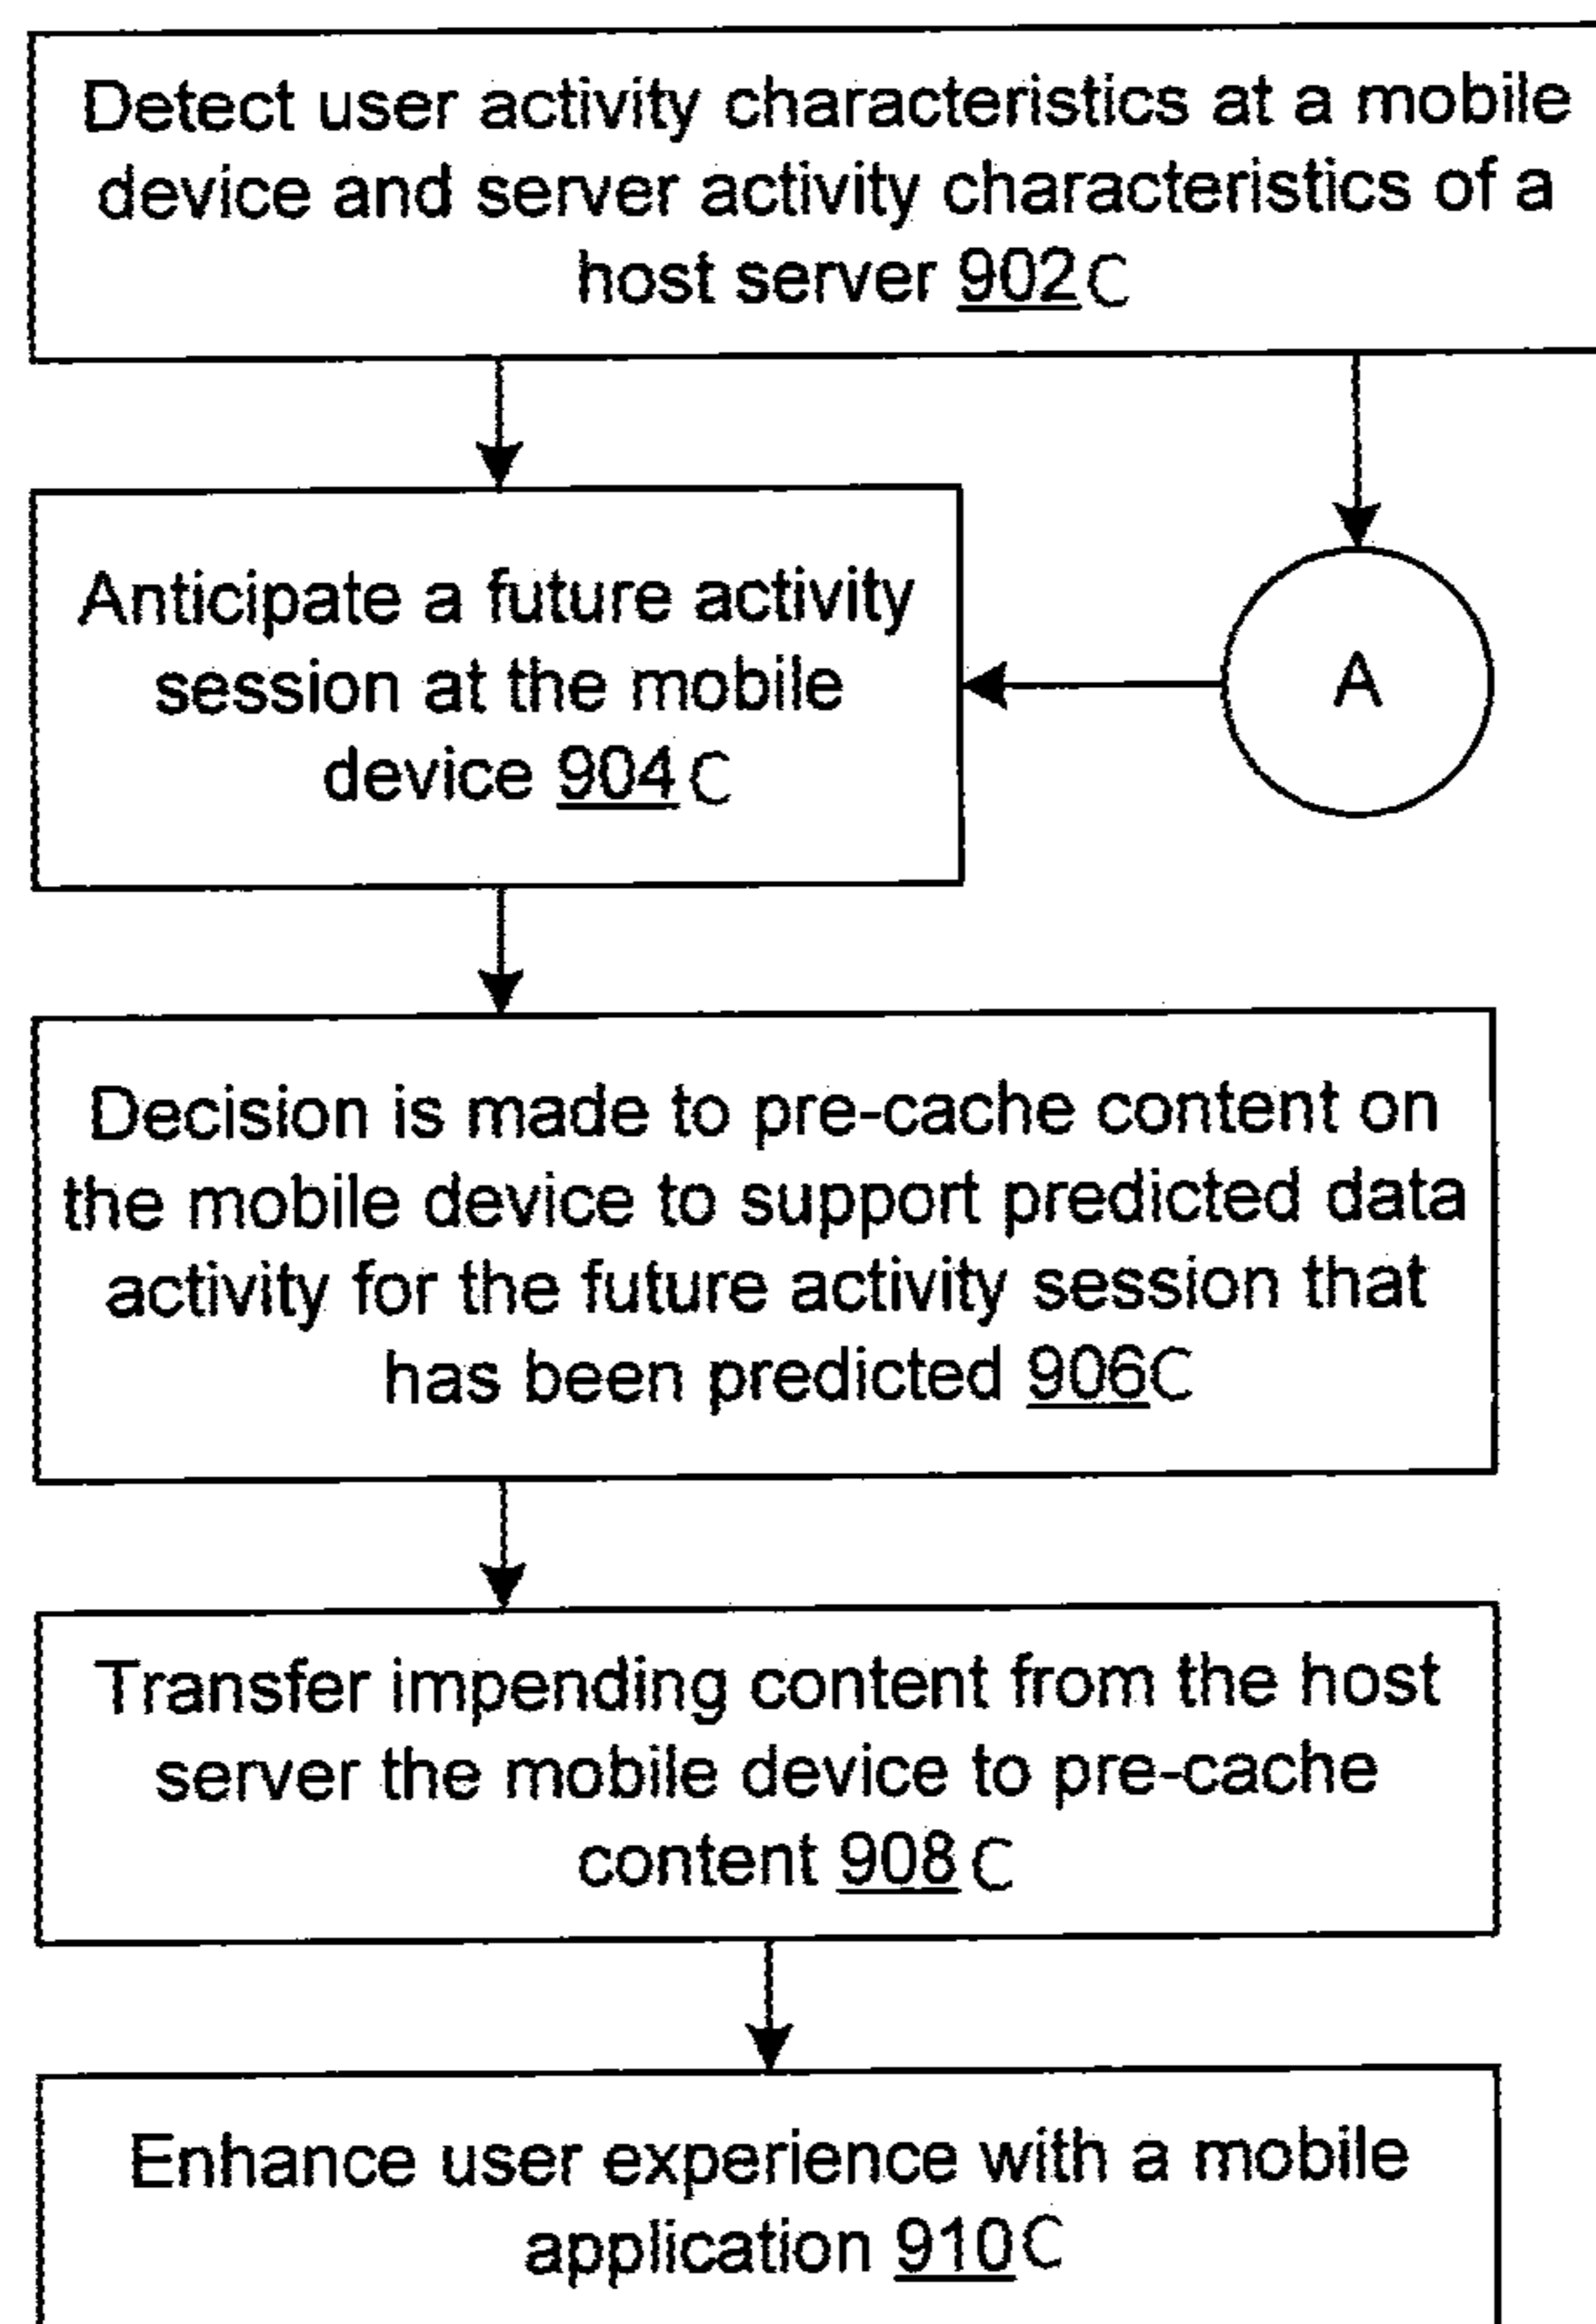 Detect user activity characteristics at a mobile
device and server activity characteristics of a
host server 902C
Anticipate a future activity
session at the mobile
device 904C
A
Decision is made to pre-cache content on
the mobile device to support predicted data
activity for the future activity session that
has been predicted 906C
Transfer impending content from the host
server the mobile device to pre-cache
content 908C
Enhance user experience with a mobile
application 910C